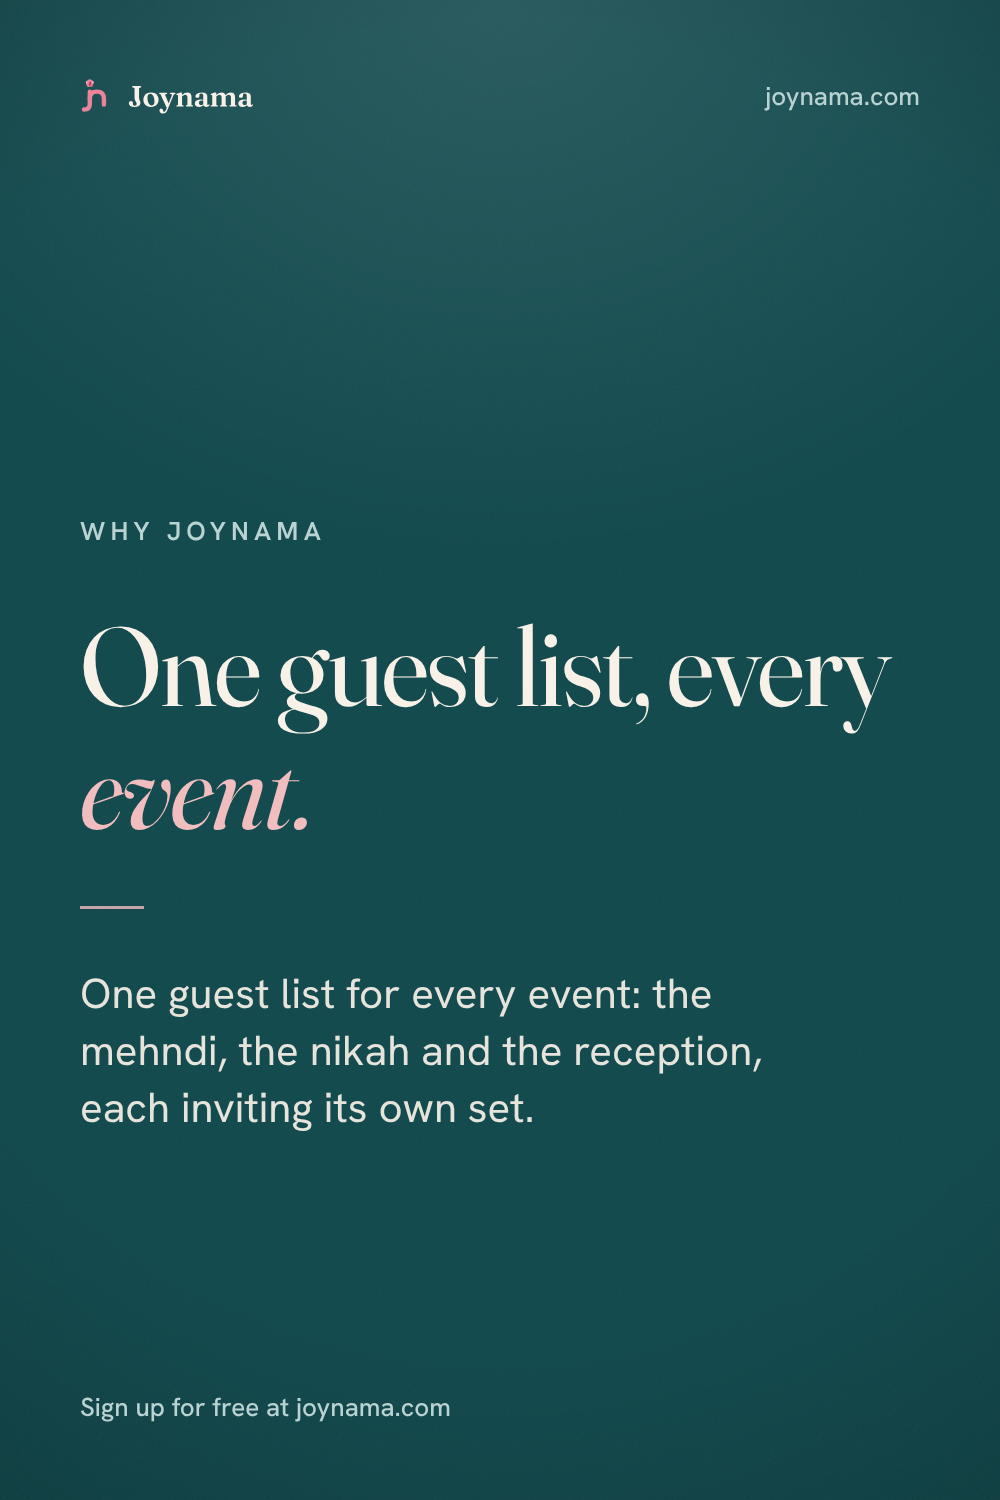 Joynama
joynama.com
WHY JOYNAMA
One guest list, every
event.
One guest list for every event: the
mehndi, the nikah and the reception,
each inviting its own set.
Sign up for free at joynama.com